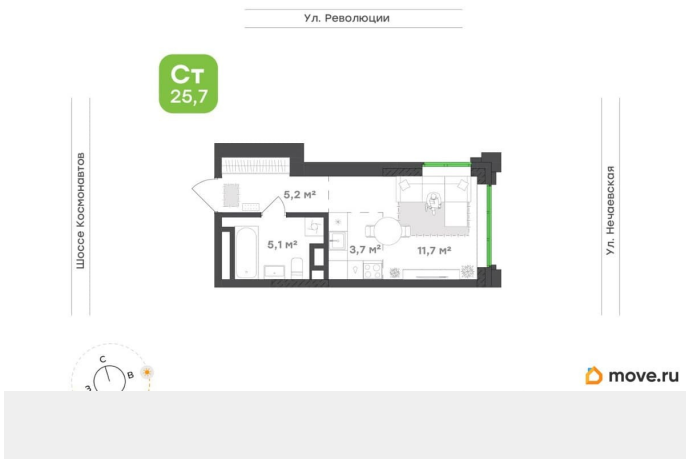 Ул. Революции
Ст
25,7
Шоссе Космонавтов
Ул. Нечаевская
5,2 м²
5,1 м²
3,7 м²
11,7 м²
С
В
З
move.ru